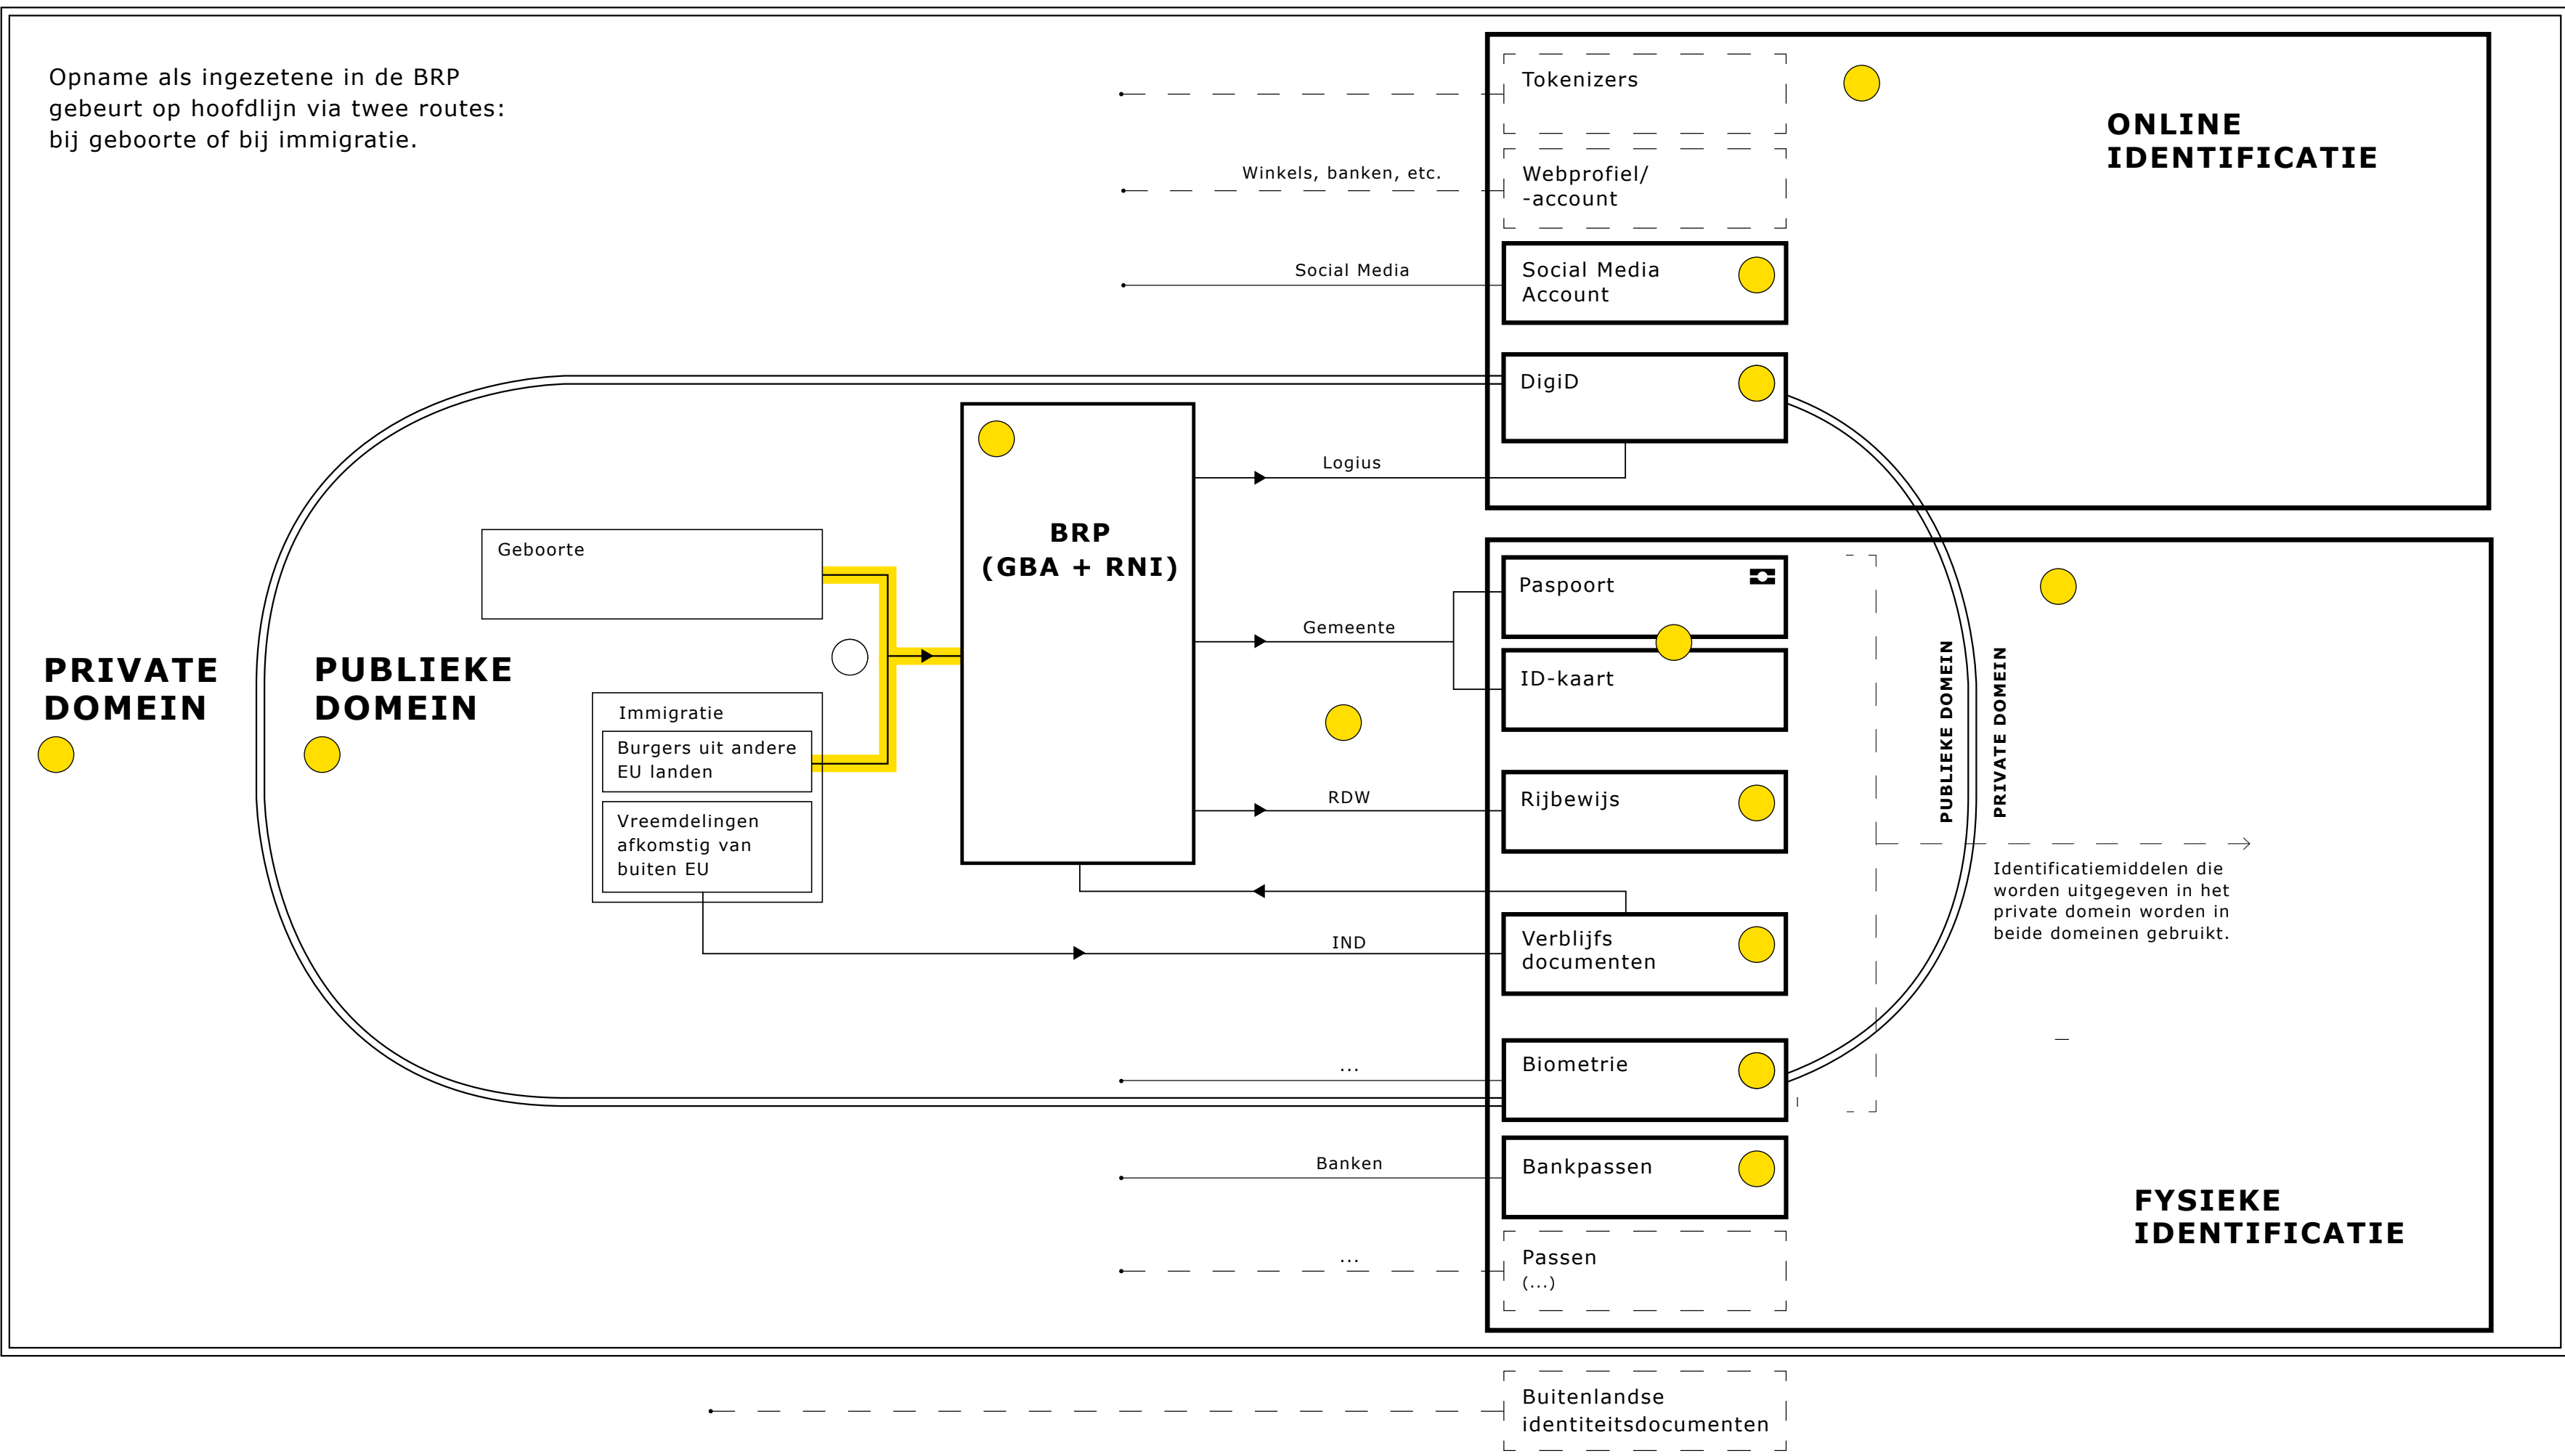 Opname als ingezetene in de BRP
gebeurt op hoofdlijn via twee routes:
bij geboorte of bij immigratie.
Tokenizers
ONLINE
IDENTIFICATIE
Winkels, banken, etc.
Webprofiel/
-account
Social Media
Social Media
Account
DigiD
Logius
BRP
(GBA + RNI)
Geboorte
Paspoort
Gemeente
ID-kaart
PRIVATE
DOMEIN
PUBLIEKE
DOMEIN
PUBLIEKE DOMEIN
PRIVATE DOMEIN
Immigratie
Burgers uit andere
EU landen
Vreemdelingen
afkomstig van
buiten EU
RDW
Rijbewijs
Identificatiemiddelen die
worden uitgegeven in het
private domein worden in
beide domeinen gebruikt.
IND
Verblijfs
documenten
...
Biometrie
Banken
Bankpassen
FYSIEKE
IDENTIFICATIE
...
Passen
(...)
Buitenlandse
identiteitsdocumenten